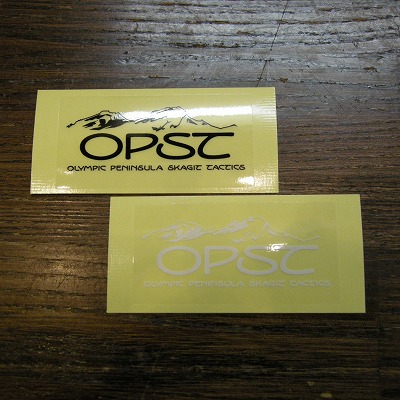 OPST
OLYMPIC PENINSULA SKAGIT TACTICS
OPST
OLYMPIC PENINSULA SKAGIT TACTICS